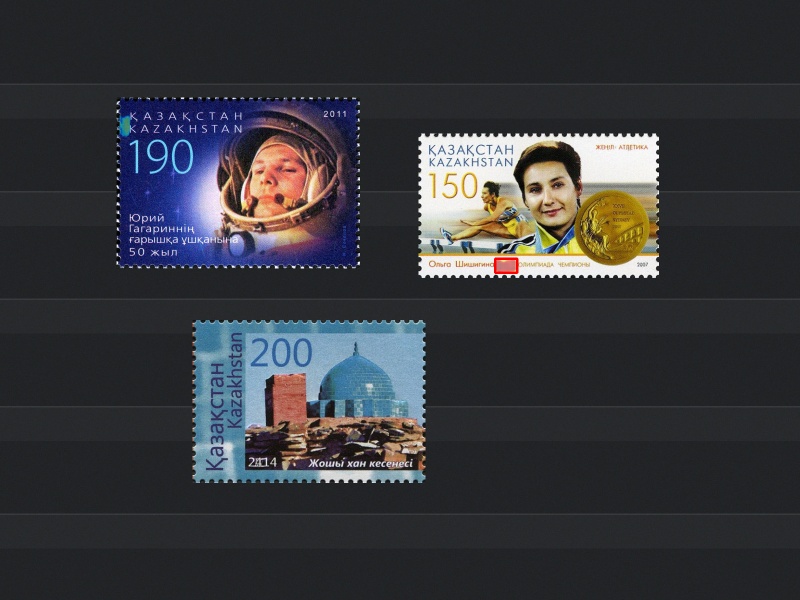 ҚАЗАҚСТАН
KAZAKHSTAN
2011
190
Юрий
Гагариннің
ғарышқа ұшқанына
50 жыл
ҚАЗАҚСТАН
KAZAKHSTAN
ЖЕҢІЛ АТЛЕТИКА
150
Ольга Шишигина
ОЛИМПИАДА ЧЕМПИОНЫ
2007
Қазақстан
Kazakhstan
200
Жошы хан кесенесі